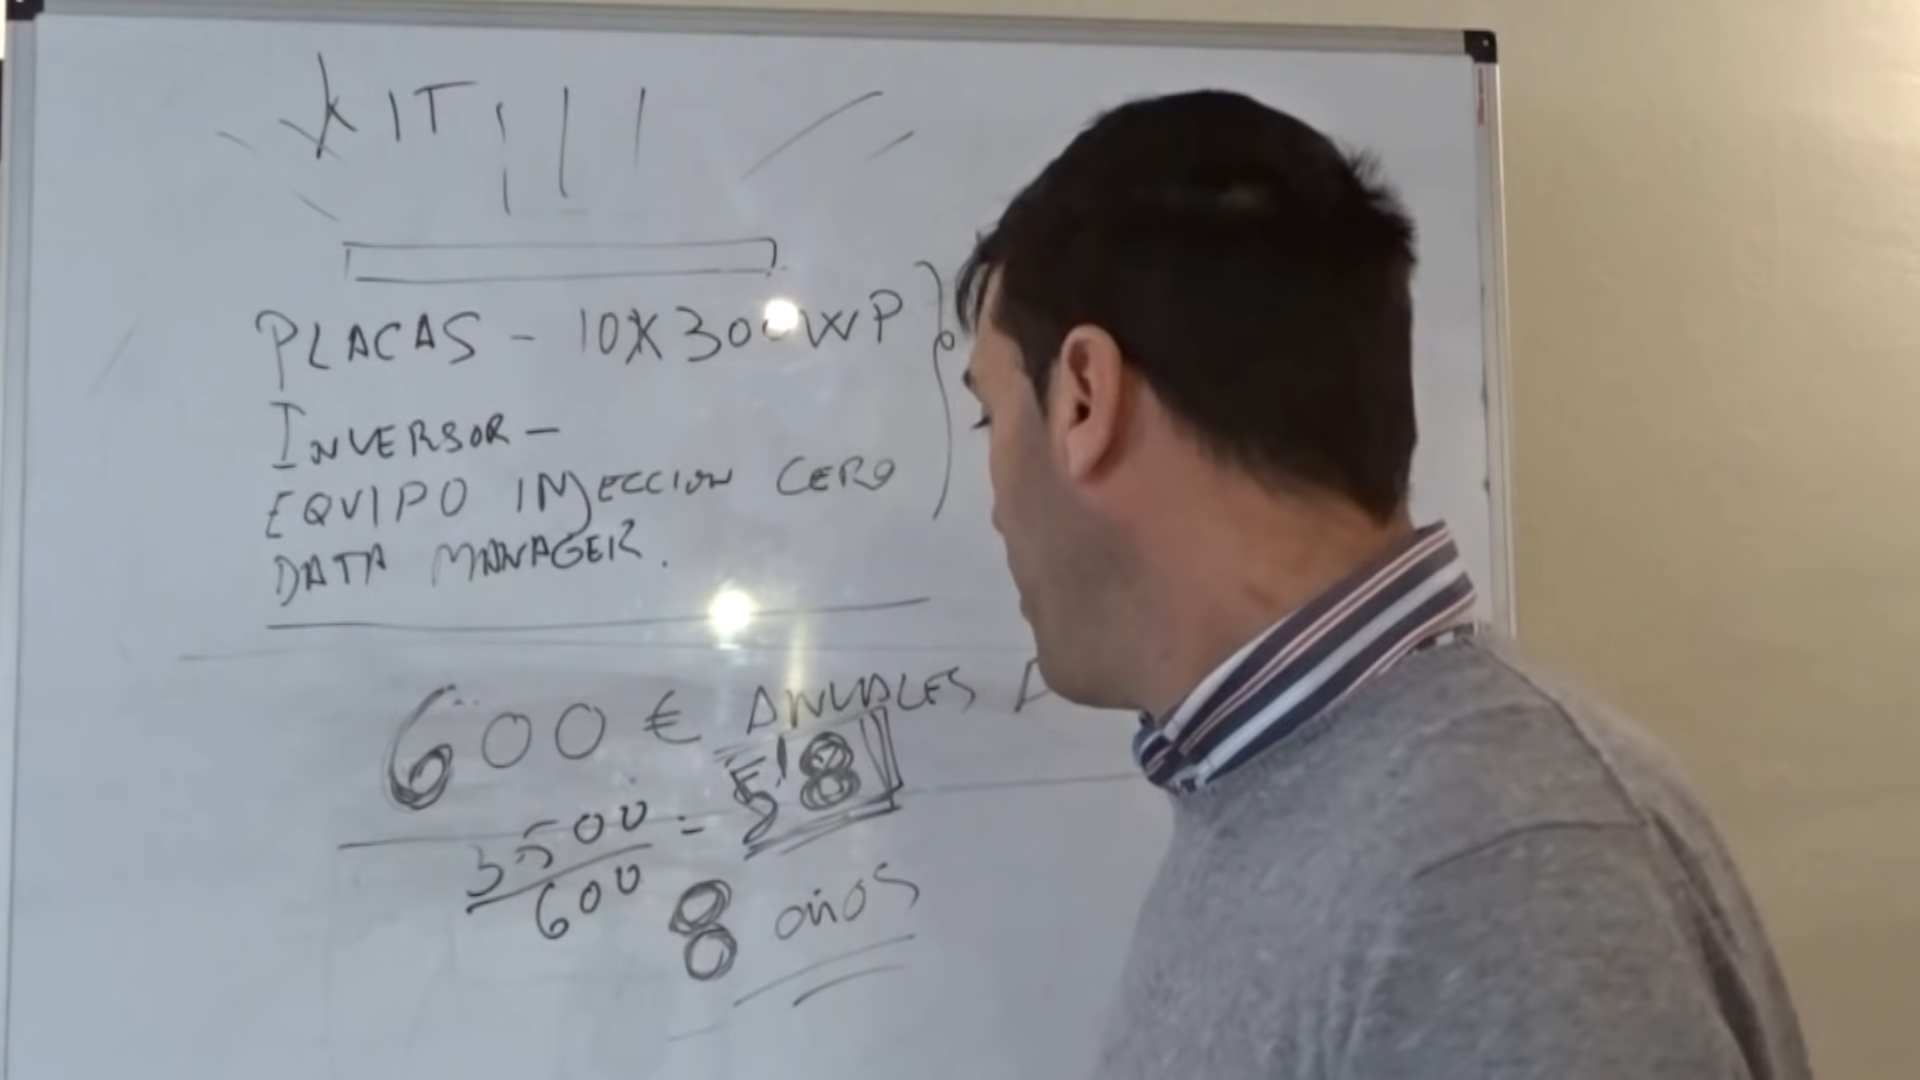 KIT!!!
PLACAS - 10X300WP
INVERSOR -
EQUIPO INYECCION CERO
DATA MANAGER.
600 € ANUALES
3500 = 5'8
600
8 años